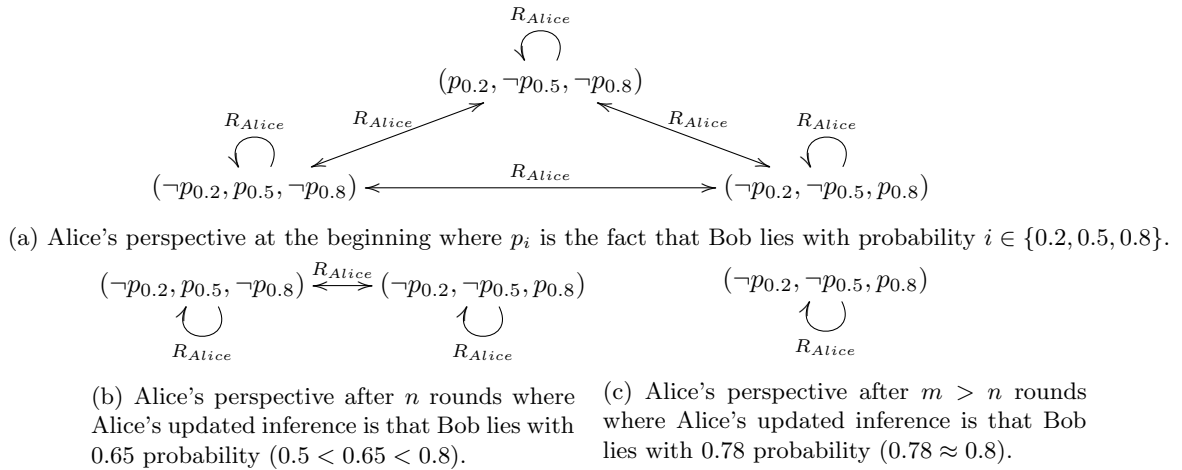 R_{Alice}
(p_{0.2}, ¬p_{0.5}, ¬p_{0.8})
R_{Alice} R_{Alice} R_{Alice} R_{Alice}
R_{Alice}
(¬p_{0.2}, p_{0.5}, ¬p_{0.8}) (¬p_{0.2}, ¬p_{0.5}, p_{0.8})
(a) Alice's perspective at the beginning where p_i is the fact that Bob lies with probability i ∈ {0.2, 0.5, 0.8}.
R_{Alice}
(¬p_{0.2}, p_{0.5}, ¬p_{0.8}) (¬p_{0.2}, ¬p_{0.5}, p_{0.8})
R_{Alice} R_{Alice}
(b) Alice's perspective after n rounds where
Alice's updated inference is that Bob lies with
0.65 probability (0.5 < 0.65 < 0.8).
(¬p_{0.2}, ¬p_{0.5}, p_{0.8})
R_{Alice}
(c) Alice's perspective after m > n rounds
where Alice's updated inference is that Bob
lies with 0.78 probability (0.78 ≈ 0.8).